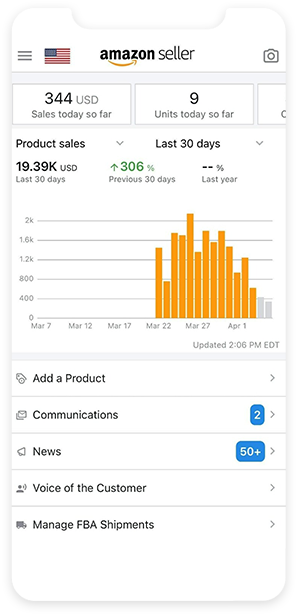 amazon seller
344 USD
Sales today so far
9
Units today so far
C
Product sales
Last 30 days
19.39K USD
Last 30 days
↑306 %
Previous 30 days
-- %
Last year
2k
1.6k
1.2k
800
400
0
Mar 7 Mar 12 Mar 17 Mar 22 Mar 27 Apr 1
Updated 2:06 PM EDT
Add a Product
Communications 2
News 50+
Voice of the Customer
Manage FBA Shipments